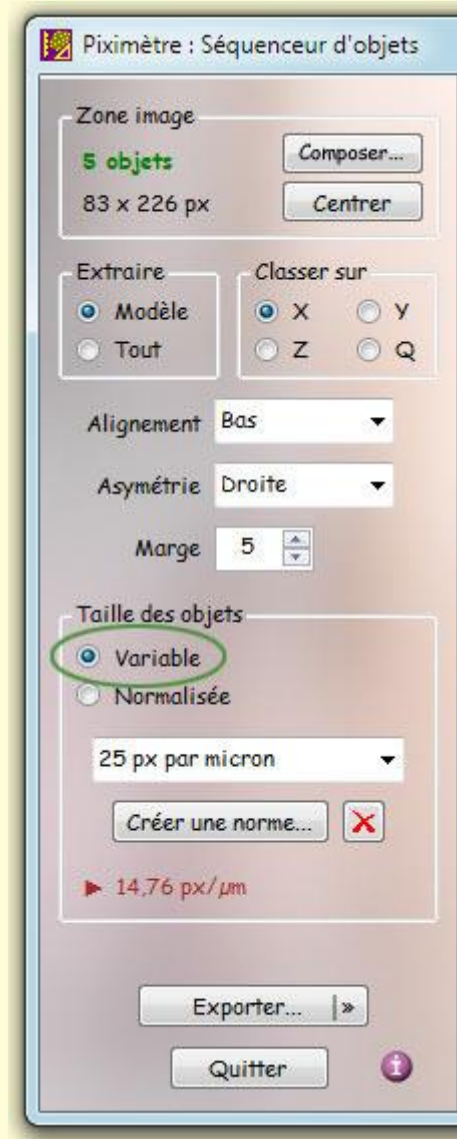 Piximètre : Séquenceur d'objets
Zone image
5 objets
Composer...
83 x 226 px
Centrer
Extraire
Classer sur
Modèle
X
Y
Tout
Z
Q
Alignement Bas
Asymétrie Droite
Marge 5
Taille des objets
Variable
Normalisée
25 px par micron
Créer une norme...
14,76 px/µm
Exporter... »
Quitter